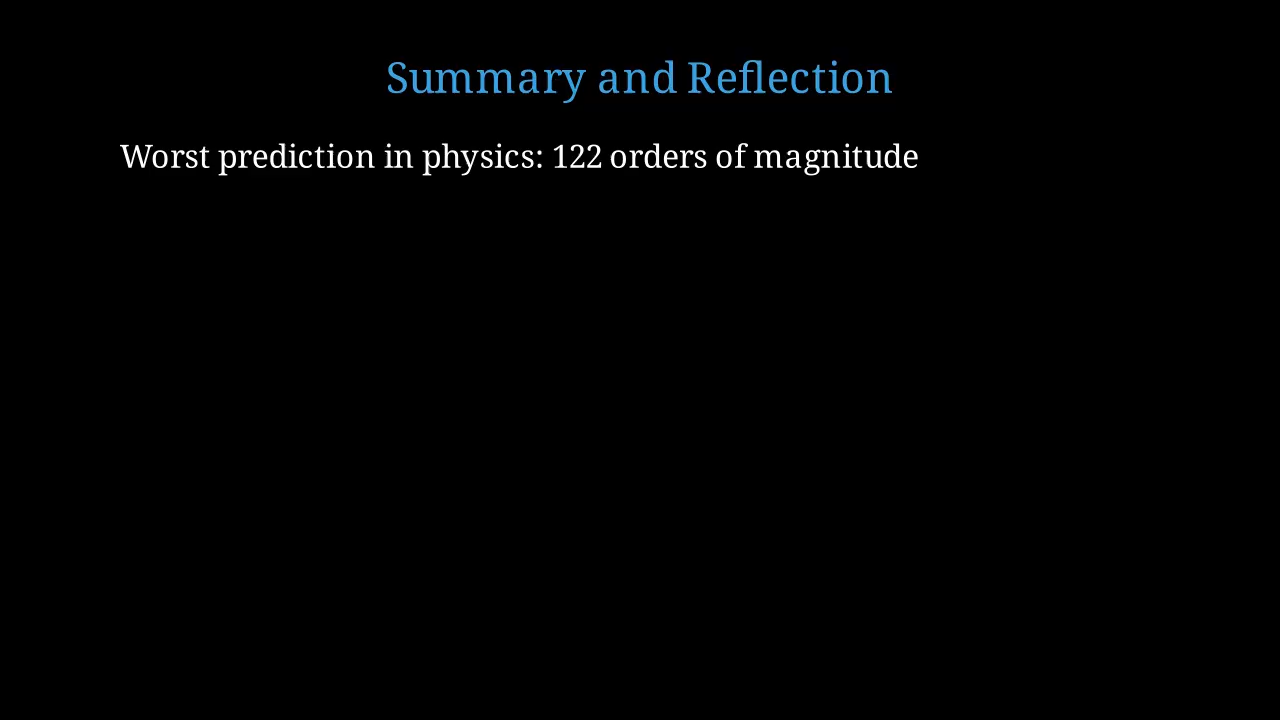 Summary and Reflection
Worst prediction in physics: 122 orders of magnitude